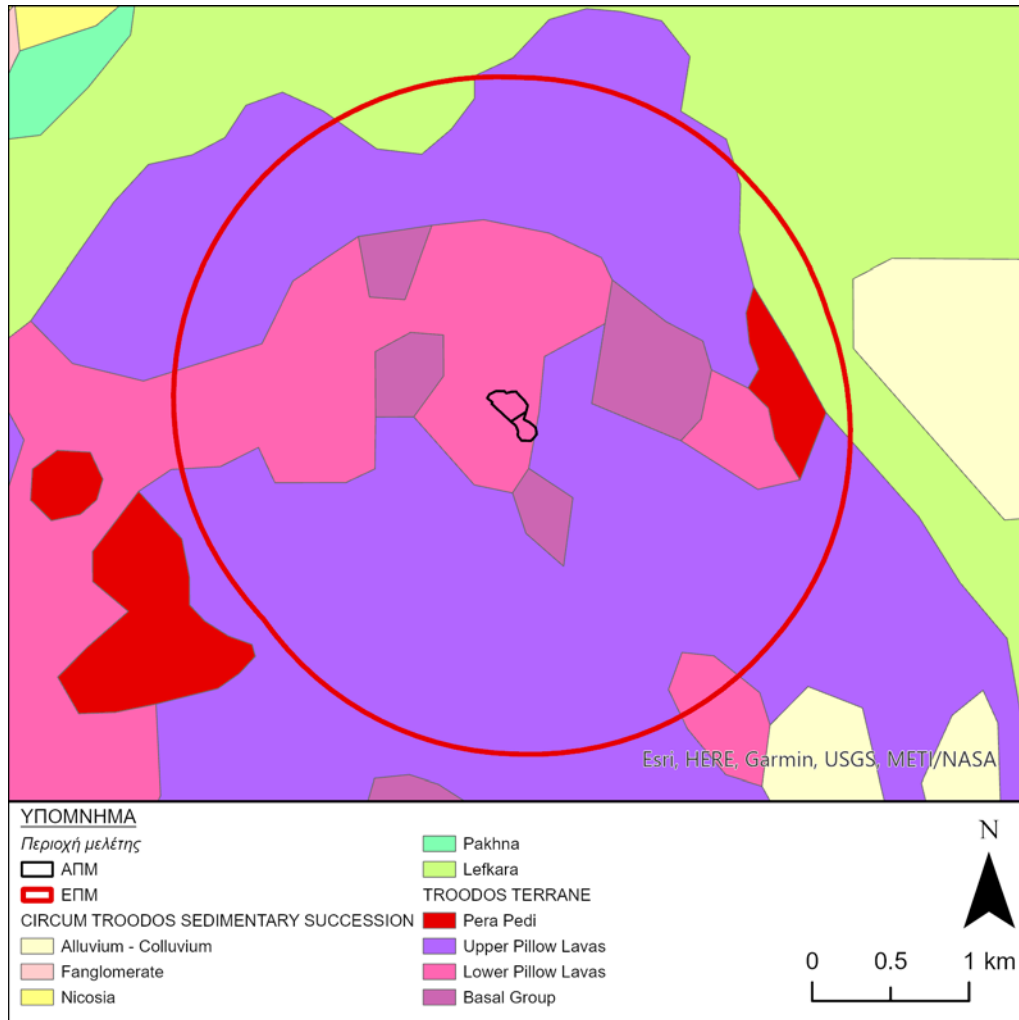 Esri, HERE, Garmin, USGS, METI/NASA
ΥΠΟΜΝΗΜΑ
Περιοχή μελέτης
ΑΠΜ
ΕΠΜ
CIRCUM TROODOS SEDIMENTARY SUCCESSION
Alluvium - Colluvium
Fanglomerate
Nicosia
Pakhna
Lefkara
TROODOS TERRANE
Pera Pedi
Upper Pillow Lavas
Lower Pillow Lavas
Basal Group
N
0 0.5 1 km